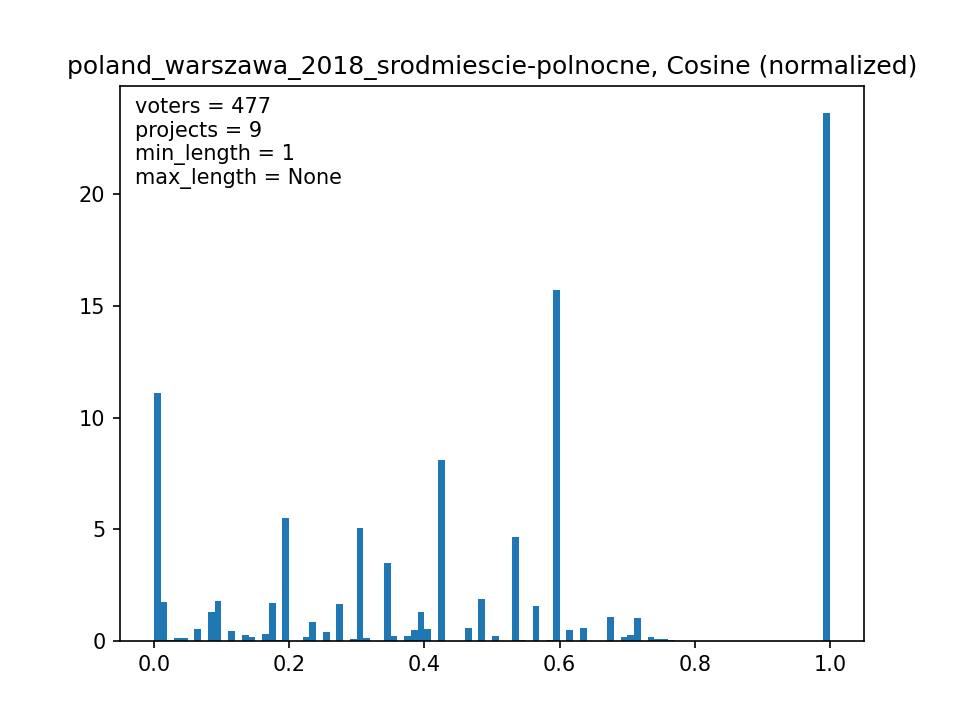 poland_warszawa_2018_srodmiescie-polnocne, Cosine (normalized)
voters = 477
projects = 9
min_length = 1
max_length = None
20
15
10
5
0
0.0 0.2 0.4 0.6 0.8 1.0